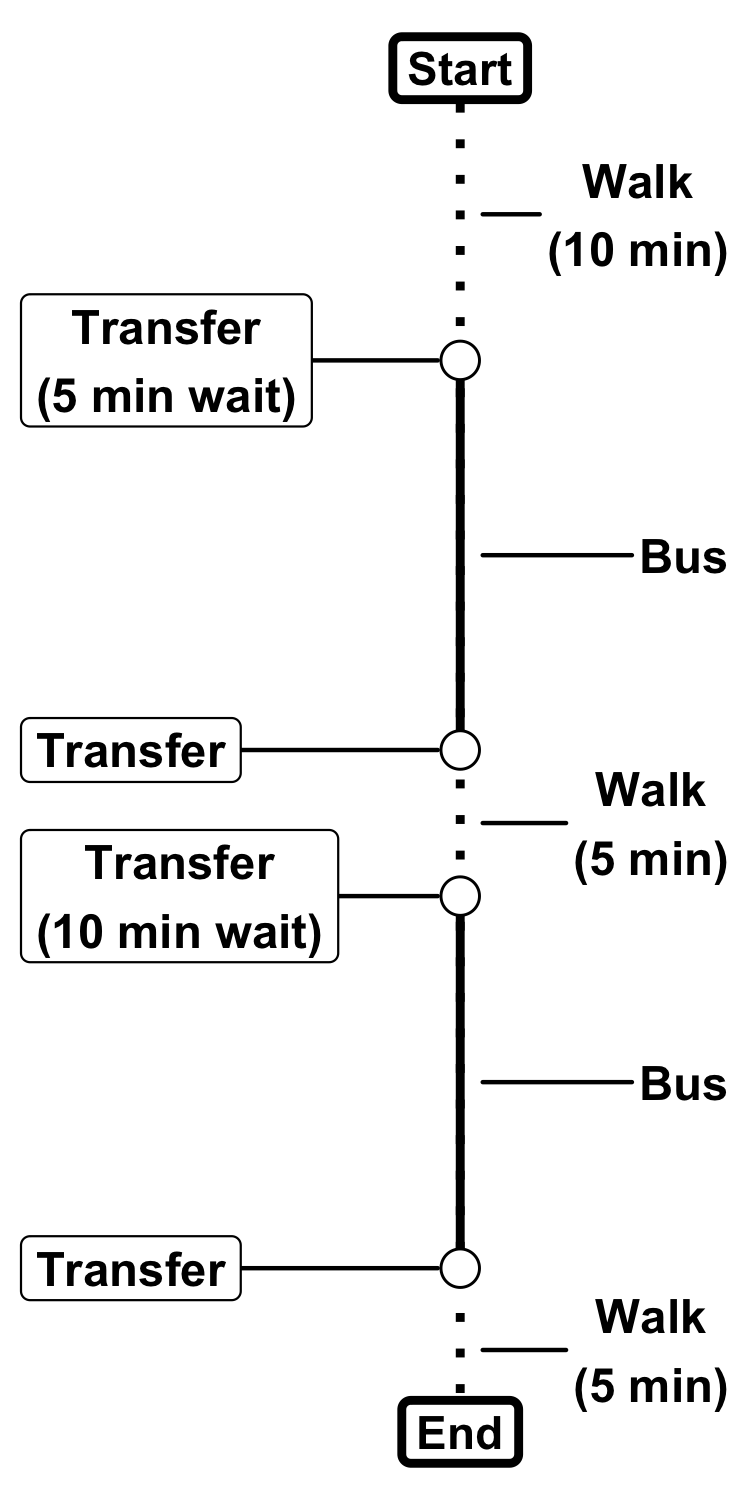 Start
Walk
(10 min)
Transfer
(5 min wait)
Bus
Transfer
Walk
(5 min)
Transfer
(10 min wait)
Bus
Transfer
Walk
(5 min)
End